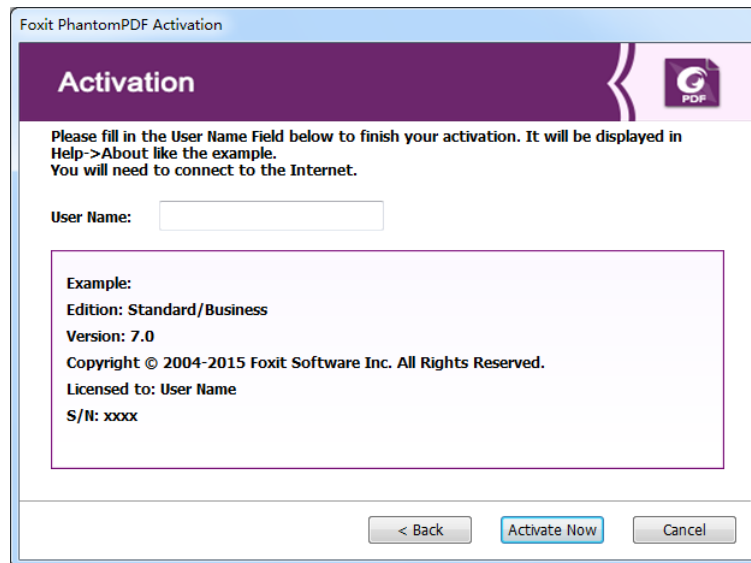 Foxit PhantomPDF Activation
Activation
PDF
Please fill in the User Name Field below to finish your activation. It will be displayed in
Help->About like the example.
You will need to connect to the Internet.
User Name:
Example:
Edition: Standard/Business
Version: 7.0
Copyright © 2004-2015 Foxit Software Inc. All Rights Reserved.
Licensed to: User Name
S/N: xxxx
< Back
Activate Now
Cancel